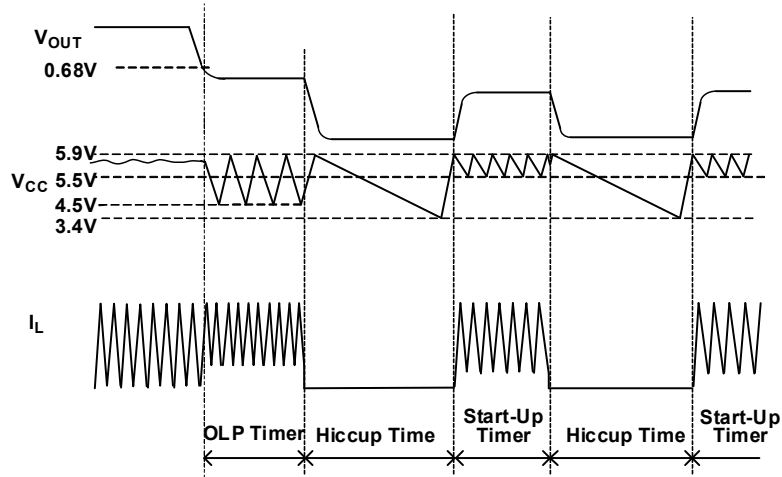 VOUT
0.68V
5.9V
VCC
5.5V
4.5V
3.4V
IL
OLP Timer
Hiccup Time
Start-Up
Timer
Hiccup Time
Start-Up
Timer